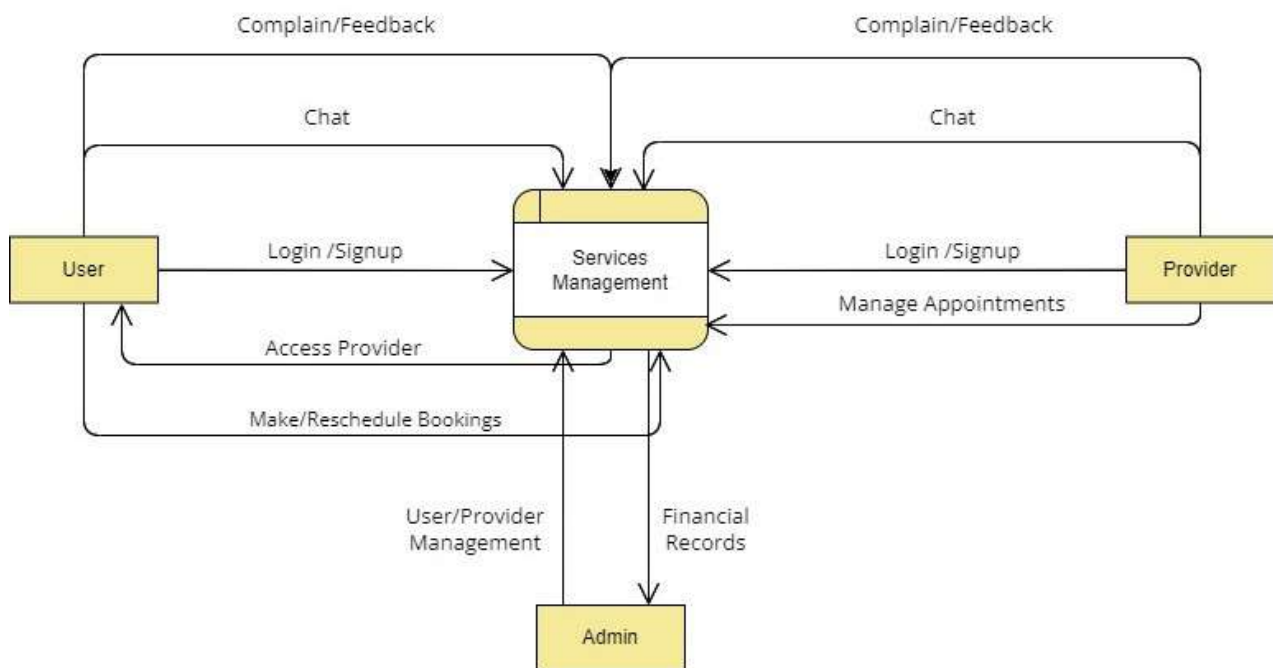 Complain/Feedback
Complain/Feedback
Chat
Chat
Login /Signup
Login /Signup
User
Services
Management
Provider
Manage Appointments
Access Provider
Make/Reschedule Bookings
User/Provider
Management
Financial
Records
Admin